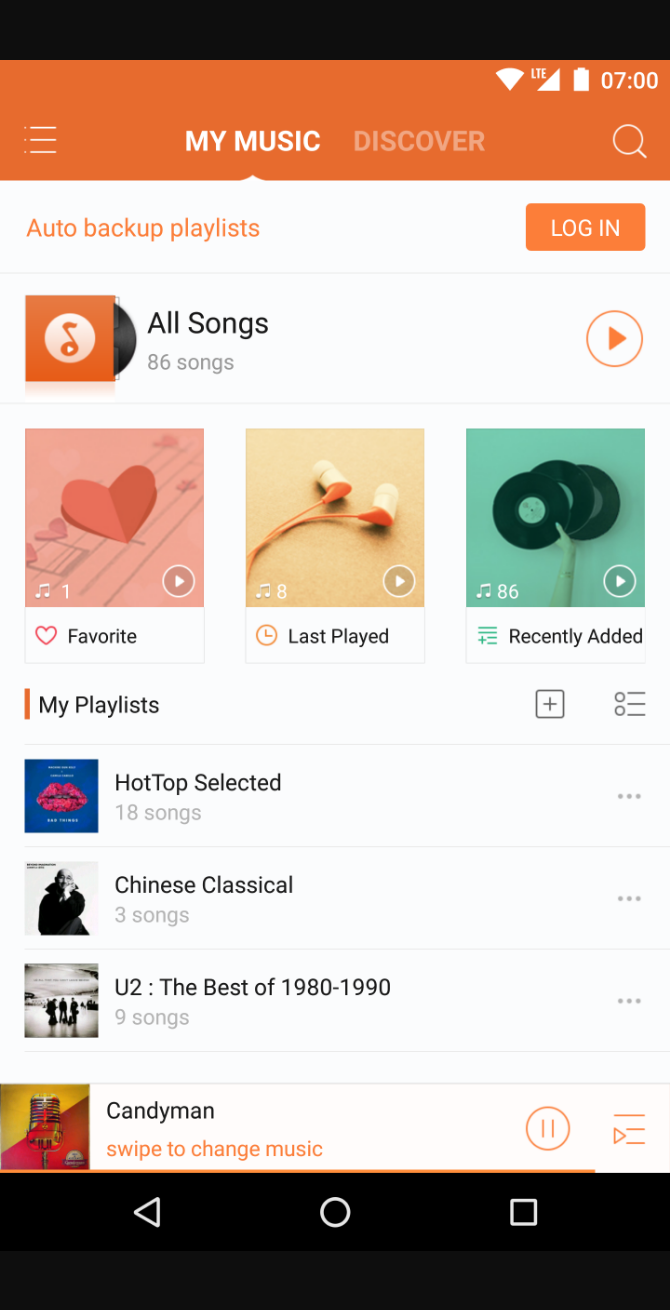 LTE 07:00
MY MUSIC DISCOVER
Auto backup playlists LOG IN
All Songs
86 songs
1 8 86
Favorite Last Played Recently Added
My Playlists
BAD THINGS
HotTop Selected
18 songs
Chinese Classical
3 songs
U2 : The Best of 1980-1990
9 songs
Candyman
swipe to change music